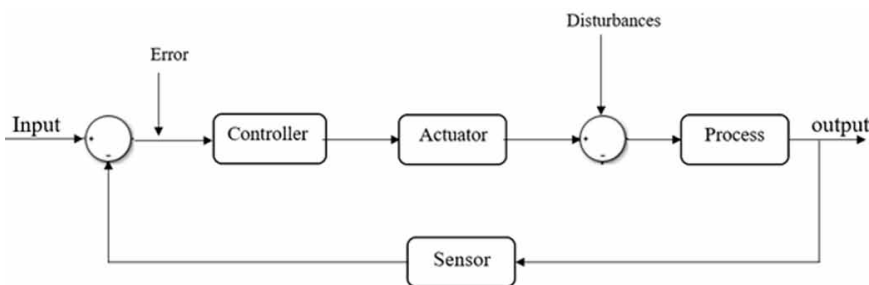 Disturbances
Error
Input
Controller
Actuator
Process
output
Sensor